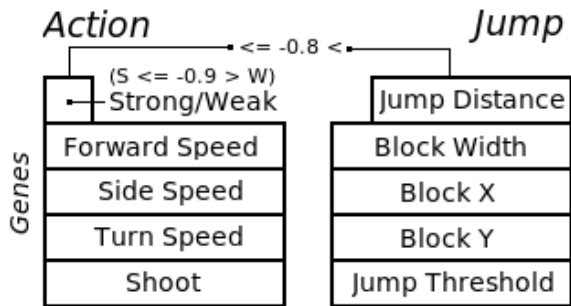 Action
Jump
<= -0.8 <
(S <= -0.9 > W)
Strong/Weak
Jump Distance
Forward Speed
Block Width
Side Speed
Block X
Turn Speed
Block Y
Shoot
Jump Threshold
Genes